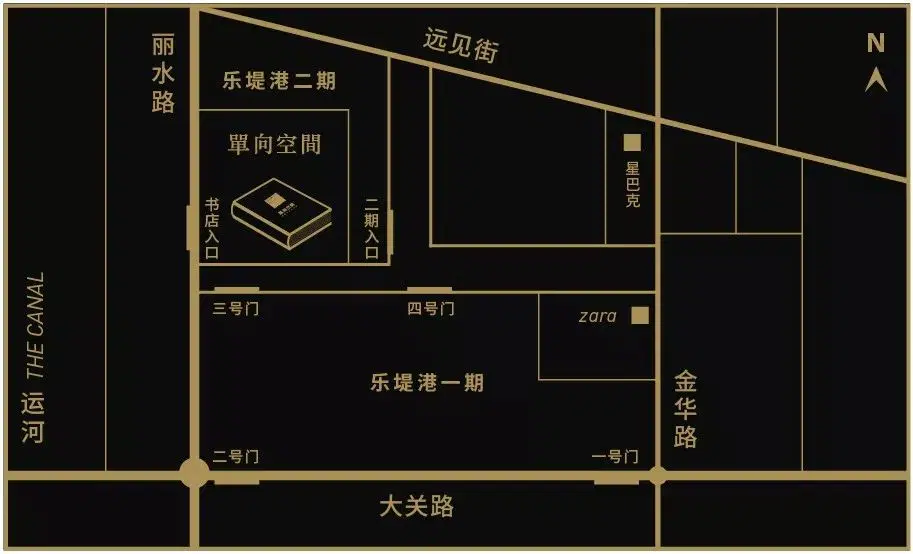 远见街
N
丽水路
乐堤港二期
單向空間
星巴克
书店入口
二期入口
THE CANAL
运河
三号门
四号门
zara
乐堤港一期
金华路
二号门
一号门
大关路